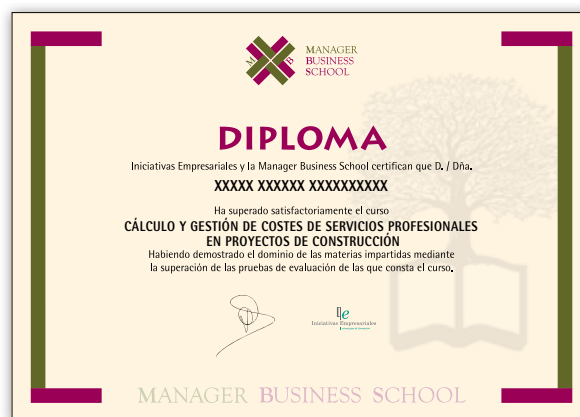 M B
MANAGER
BUSINESS
SCHOOL
DIPLOMA
Iniciativas Empresariales y la Manager Business School certifican que D. / Dña.
XXXXX XXXXXX XXXXXXXXXX
Ha superado satisfactoriamente el curso
CÁLCULO Y GESTIÓN DE COSTES DE SERVICIOS PROFESIONALES
EN PROYECTOS DE CONSTRUCCIÓN
Habiendo demostrado el dominio de las materias impartidas mediante
la superación de las pruebas de evaluación de las que consta el curso.
Ie
Iniciativas Empresariales
MANAGER BUSINESS SCHOOL